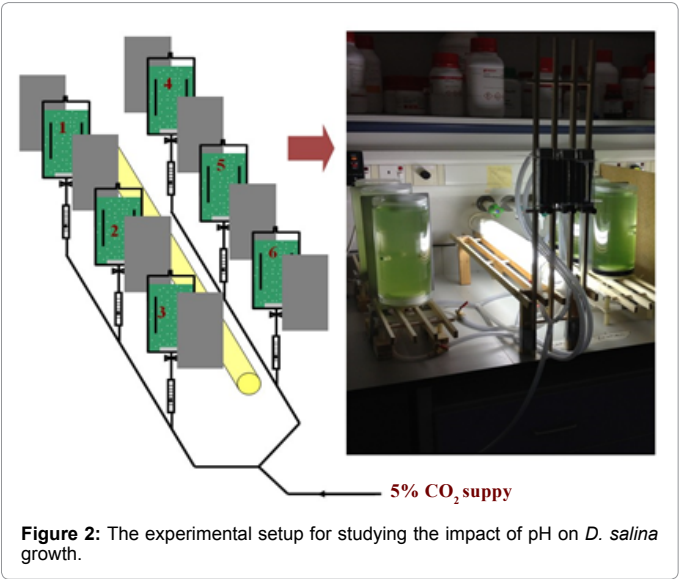 4
1
5
2
6
3
5% CO2 suppy
Figure 2: The experimental setup for studying the impact of pH on D. salina
growth.